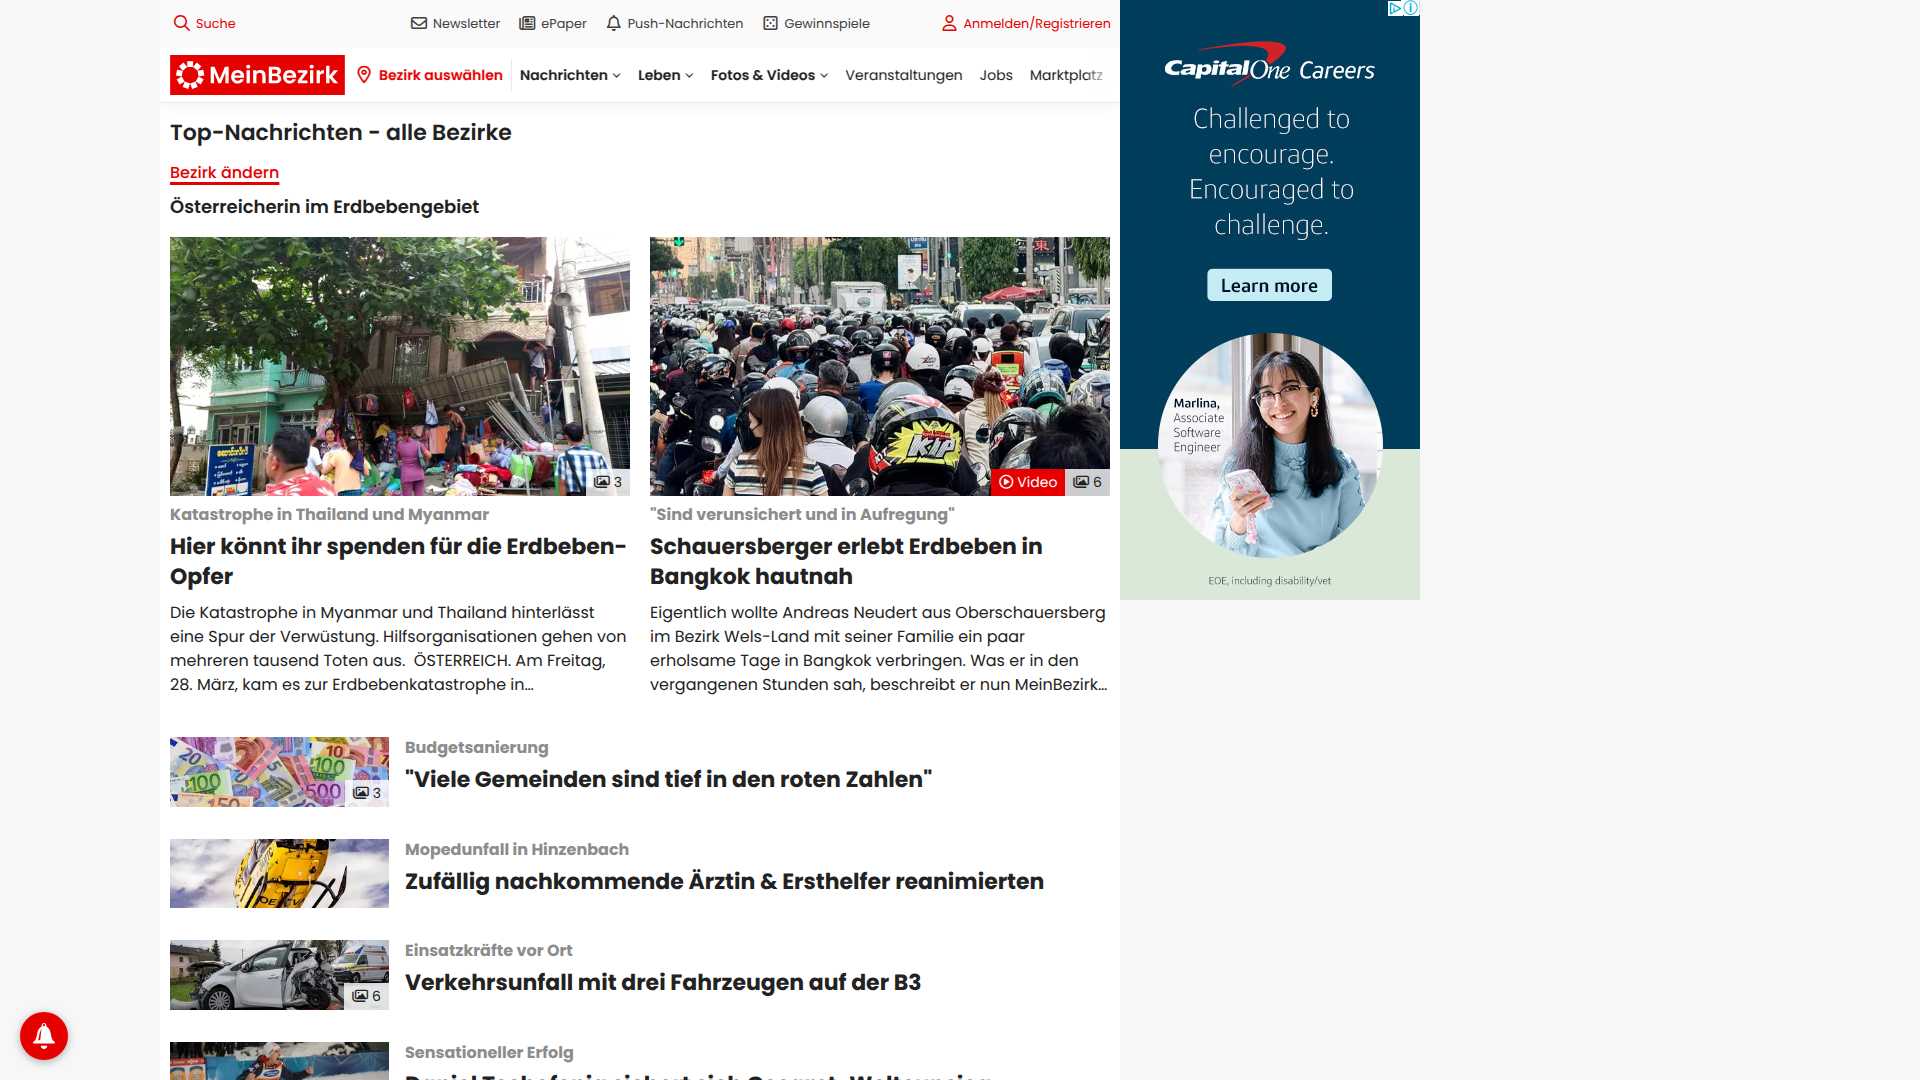 Suche
Newsletter
ePaper
Push-Nachrichten
Gewinnspiele
Anmelden/Registrieren
MeinBezirk
Bezirk auswählen
Nachrichten
Leben
Fotos & Videos
Veranstaltungen
Jobs
Marktplatz
Top-Nachrichten - alle Bezirke
Bezirk ändern
Österreicherin im Erdbebengebiet
3
Katastrophe in Thailand und Myanmar
Hier könnt ihr spenden für die Erdbeben-
Opfer
Die Katastrophe in Myanmar und Thailand hinterlässt
eine Spur der Verwüstung. Hilfsorganisationen gehen von
mehreren tausend Toten aus.  ÖSTERREICH. Am Freitag,
28. März, kam es zur Erdbebenkatastrophe in...
KiP
Video
6
"Sind verunsichert und in Aufregung"
Schauersberger erlebt Erdbeben in
Bangkok hautnah
Eigentlich wollte Andreas Neudert aus Oberschauersberg
im Bezirk Wels-Land mit seiner Familie ein paar
erholsame Tage in Bangkok verbringen. Was er in den
vergangenen Stunden sah, beschreibt er nun MeinBezirk...
3
Budgetsanierung
"Viele Gemeinden sind tief in den roten Zahlen"
Mopedunfall in Hinzenbach
Zufällig nachkommende Ärztin & Ersthelfer reanimierten
6
Einsatzkräfte vor Ort
Verkehrsunfall mit drei Fahrzeugen auf der B3
Sensationeller Erfolg
Capital One Careers
Challenged to
encourage.
Encouraged to
challenge.
Learn more
Marlina,
Associate
Software
Engineer
EOE, including disability/vet